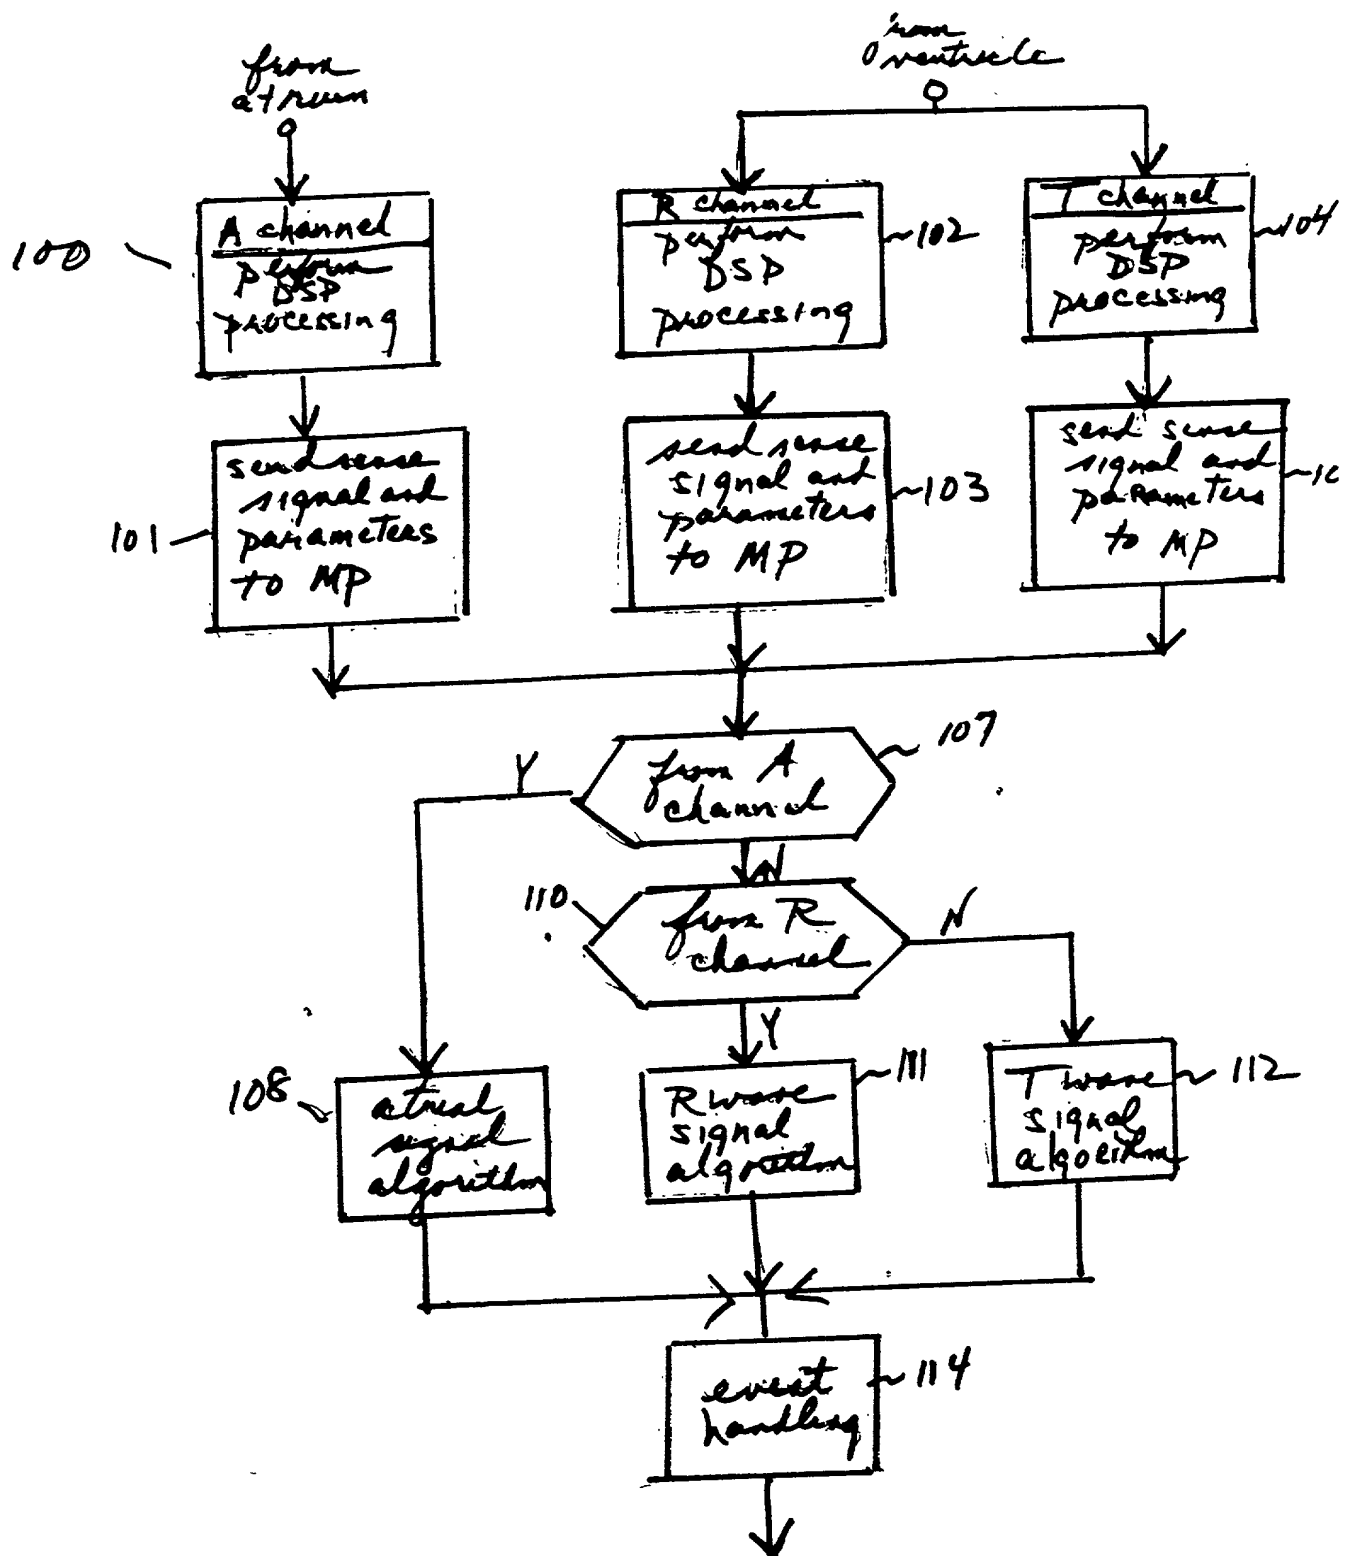 from
atrium
from
ventricle
A channel
perform
DSP
processing
100
R channel
perform
DSP
processing
102
T channel
perform
DSP
processing
104
send sense
signal and
parameters
to MP
101
send sense
signal and
parameters
to MP
103
send sense
signal and
parameters
to MP
10
from A
channel
107
Y
N
from R
channel
110
N
Y
atrial
signal
algorithm
108
R wave
signal
algorithm
111
T wave
signal
algorithm
112
event
handling
114